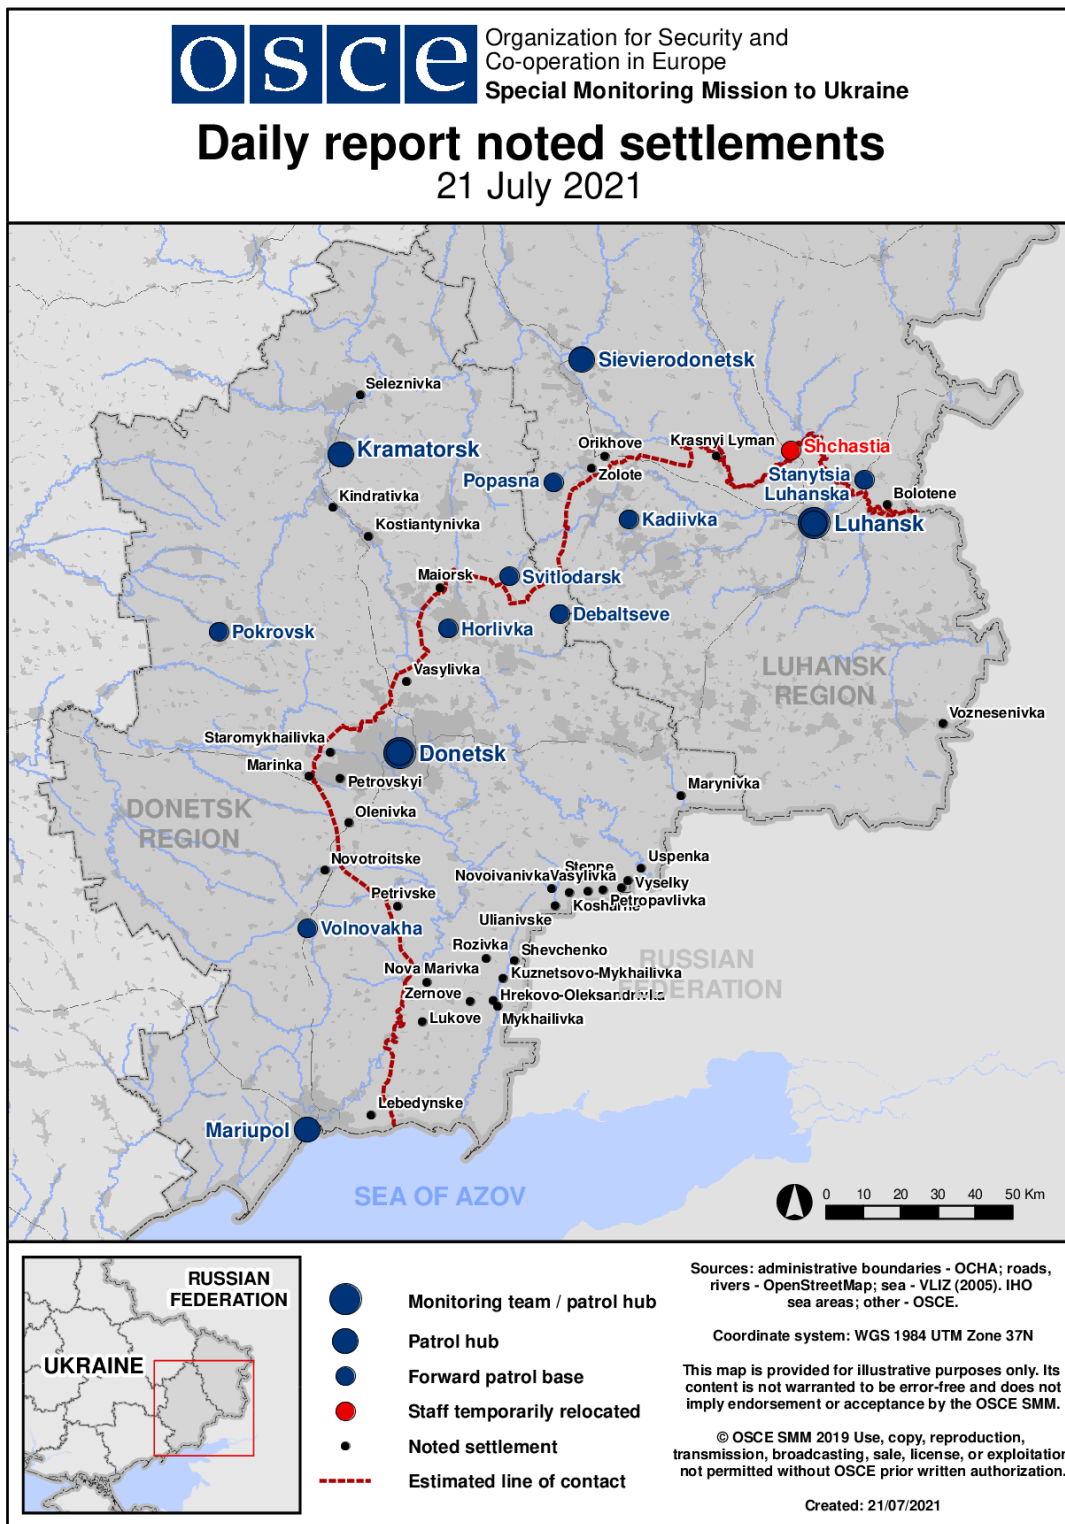 osce
Organization for Security and
Co-operation in Europe
Special Monitoring Mission to Ukraine
Daily report noted settlements
21 July 2021
Sievierodonetsk
Seleznivka
Kramatorsk
Orikhove
Krasnyi Lyman
Shchastia
Zolote
Popasna
Stanytsia
Luhanska
Bolotene
Kindrativka
Kadiivka
Luhansk
Kostiantynivka
Maiorsk
Svitlodarsk
Debaltseve
Pokrovsk
Horlivka
Vasylivka
LUHANSK
REGION
Voznesenivka
Staromykhailivka
Donetsk
Marinka
Petrovskyi
Marynivka
DONETSK
REGION
Olenivka
Novotroitske
Uspenka
Stepne
Novoivanivka
Vasylivka
Vyselky
Petrivske
Kosharne
Petropavlivka
Ulianivske
Volnovakha
Rozivka
Shevchenko
RUSSIAN
FEDERATION
Nova Marivka
Kuznetsovo-Mykhailivka
Zernove
Hrekovo-Oleksandrivka
Lukove
Mykhailivka
Lebedynske
Mariupol
SEA OF AZOV
0 10 20 30 40 50 Km
RUSSIAN
FEDERATION
UKRAINE
Monitoring team / patrol hub
Patrol hub
Forward patrol base
Staff temporarily relocated
Noted settlement
Estimated line of contact
Sources: administrative boundaries - OCHA; roads,
rivers - OpenStreetMap; sea - VLIZ (2005). IHO
sea areas; other - OSCE.
Coordinate system: WGS 1984 UTM Zone 37N
This map is provided for illustrative purposes only. Its
content is not warranted to be error-free and does not
imply endorsement or acceptance by the OSCE SMM.
© OSCE SMM 2019 Use, copy, reproduction,
transmission, broadcasting, sale, license, or exploitation
not permitted without OSCE prior written authorization.
Created: 21/07/2021